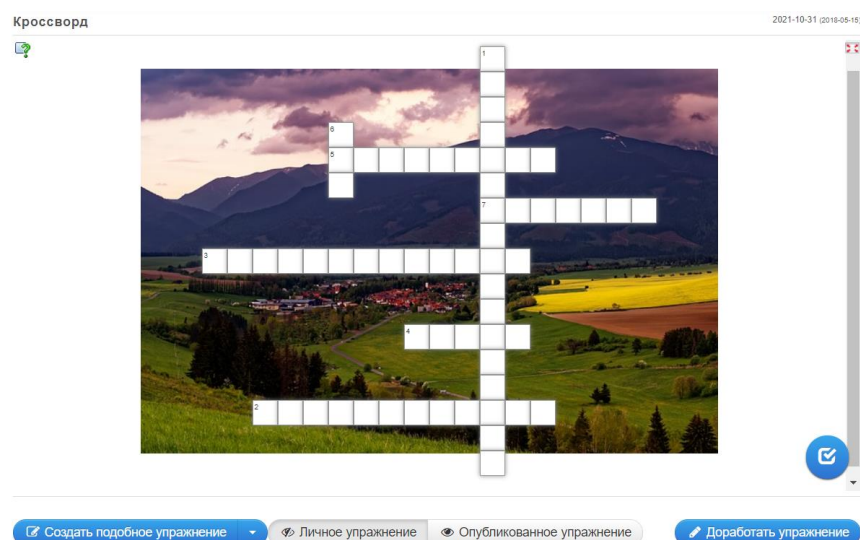 Кроссворд
2021-10-31 (2018-05-15)
1
6
5
7
3
4
2
Создать подобное упражнение
Личное упражнение
Опубликованное упражнение
Доработать упражнение